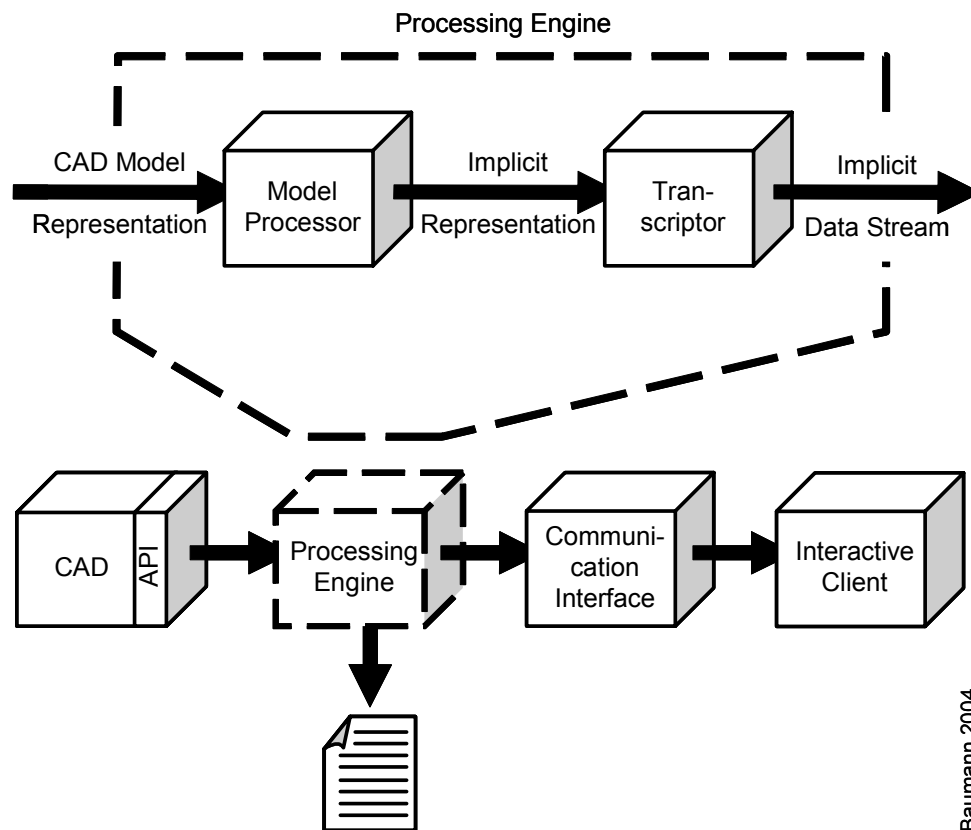 Processing Engine
CAD Model
Representation
Model
Processor
Implicit
Representation
Tran-
scriptor
Implicit
Data Stream
CAD
API
Processing
Engine
Communi-
cation
Interface
Interactive
Client
Baumann 2004